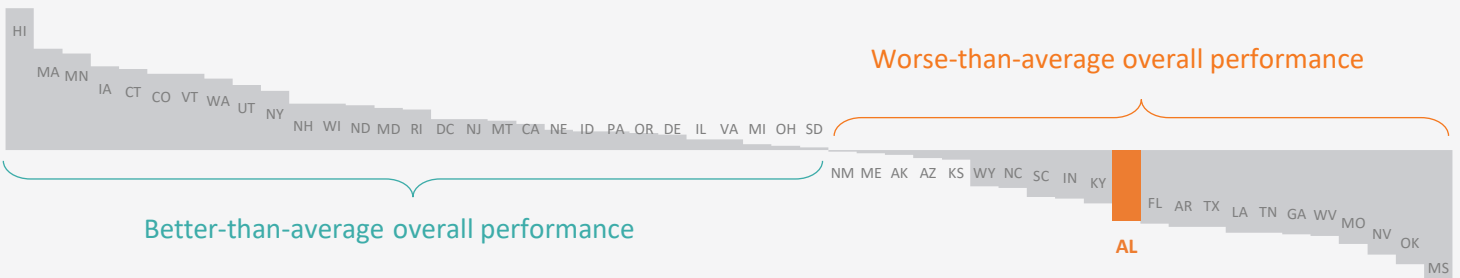 HI
MA MN IA CT CO VT WA UT NY NH WI ND MD RI DC NJ MT CA NE ID PA OR DE IL VA MI OH SD
Worse-than-average overall performance
NM ME AK AZ KS WY NC SC IN KY FL AR TX LA TN GA WV MO NV OK MS
AL
Better-than-average overall performance